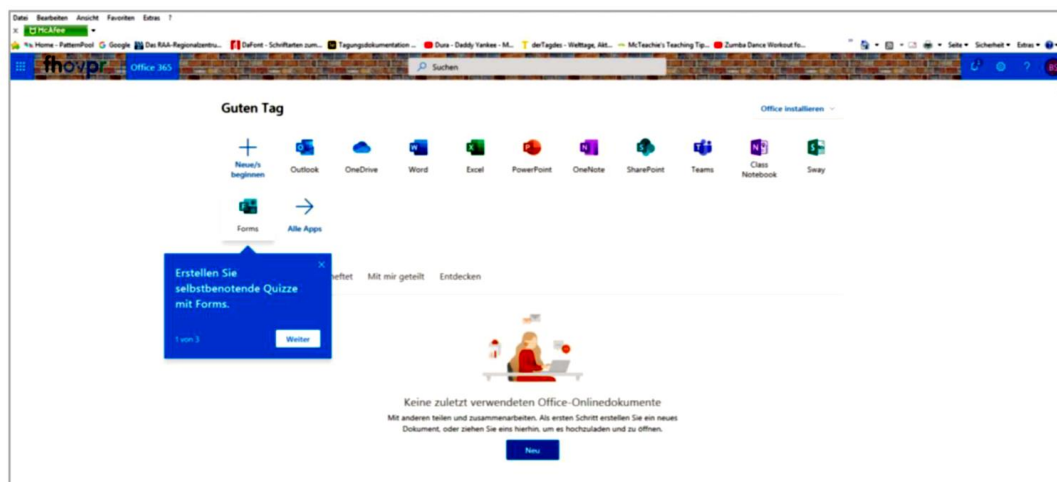 Datei Bearbeiten Ansicht Favoriten Extras ?
x McAfee
Home - PatternPool Google Das RAA-Regionalzentru... DaFont - Schriftarten zum... Tagungsdokumentation ... Dura - Daddy Yankee - M... derTagdes - Welttage, Akt... McTeachie's Teaching Tip... Zumba Dance Workout fo... Seite Sicherheit Extras
fhovpr Office 365 Suchen ?
Guten Tag Office installieren
Neue/s beginnen Outlook OneDrive Word Excel PowerPoint OneNote SharePoint Teams Class Notebook Sway
Forms Alle Apps
Erstellen Sie
selbstbenotende Quizze
mit Forms.
1 von 3 Weiter
heftet Mit mir geteilt Entdecken
Keine zuletzt verwendeten Office-Onlinedokumente
Mit anderen teilen und zusammenarbeiten. Als ersten Schritt erstellen Sie ein neues
Dokument, oder ziehen Sie eins hierhin, um es hochzuladen und zu öffnen.
Neu